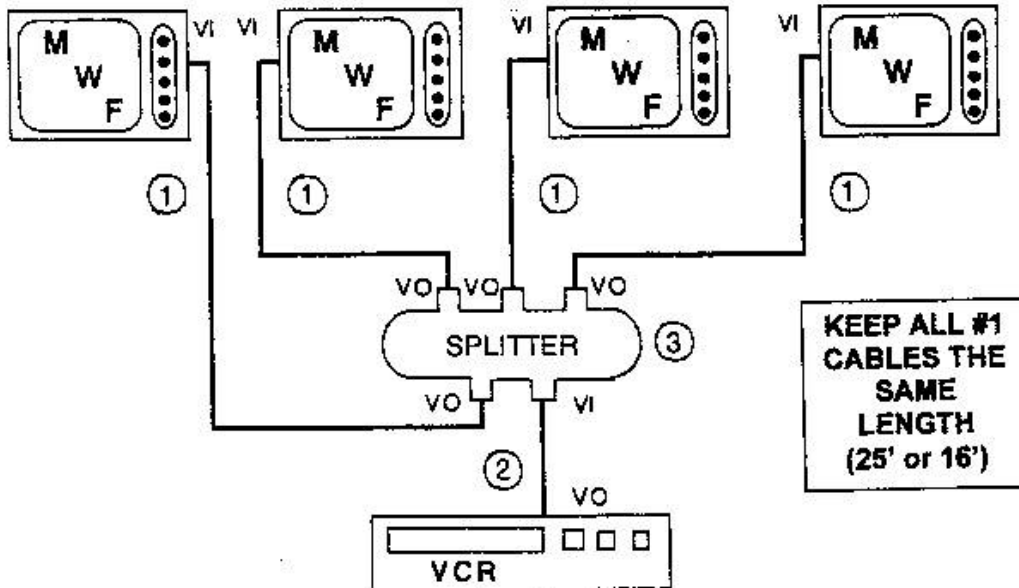 VI
M
W
F
VI
M
W
F
VI
M
W
F
VI
M
W
F
1
1
1
1
VO
VO
VO
SPLITTER
3
VO
VI
KEEP ALL #1
CABLES THE
SAME
LENGTH
(25' or 16')
2
VO
VCR